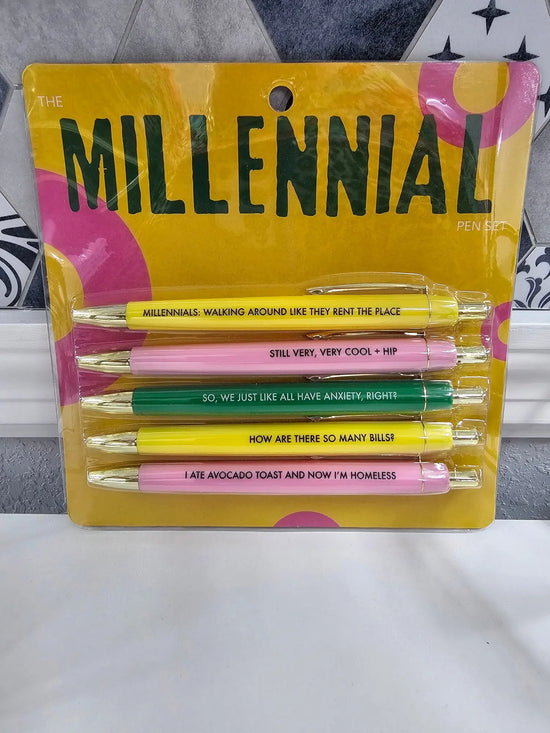 THE
MILLENNIAL
PEN SET
MILLENNIALS: WALKING AROUND LIKE THEY RENT THE PLACE
STILL VERY, VERY COOL + HIP
SO, WE JUST LIKE ALL HAVE ANXIETY, RIGHT?
HOW ARE THERE SO MANY BILLS?
I ATE AVOCADO TOAST AND NOW I'M HOMELESS